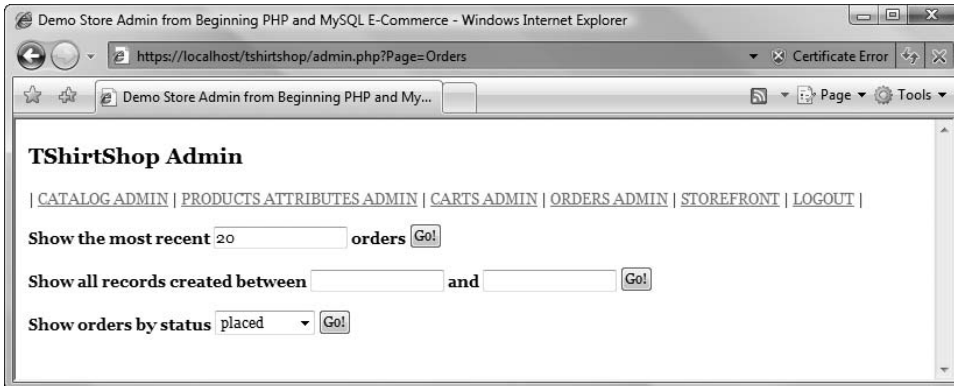 Demo Store Admin from Beginning PHP and MySQL E-Commerce - Windows Internet Explorer
https://localhost/tshirtshop/admin.php?Page=Orders Certificate Error
Demo Store Admin from Beginning PHP and My... Page Tools
TShirtShop Admin
| CATALOG ADMIN | PRODUCTS ATTRIBUTES ADMIN | CARTS ADMIN | ORDERS ADMIN | STOREFRONT | LOGOUT |
Show the most recent 20 orders Go!
Show all records created between and Go!
Show orders by status placed Go!